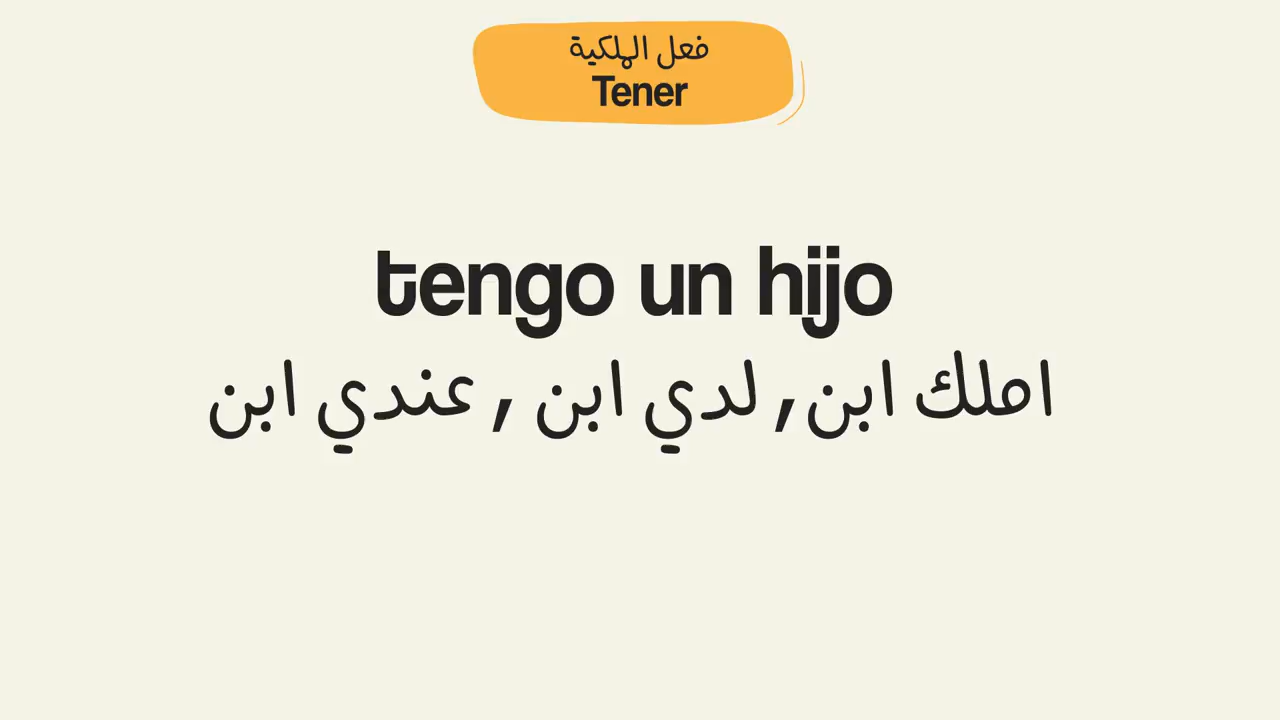 فعل الملكية
Tener
tengo un hijo
املك ابن, لدي ابن , عندي ابن